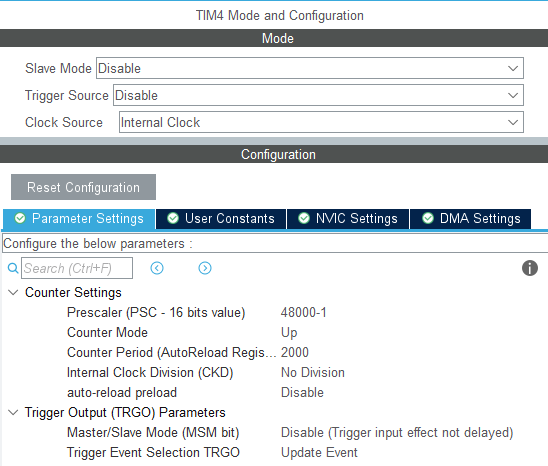 TIM4 Mode and Configuration
Mode
Slave Mode Disable
Trigger Source Disable
Clock Source Internal Clock
Configuration
Reset Configuration
Parameter Settings User Constants NVIC Settings DMA Settings
Configure the below parameters :
Search (Ctrl+F)
Counter Settings
Prescaler (PSC - 16 bits value) 48000-1
Counter Mode Up
Counter Period (AutoReload Regis... 2000
Internal Clock Division (CKD) No Division
auto-reload preload Disable
Trigger Output (TRGO) Parameters
Master/Slave Mode (MSM bit) Disable (Trigger input effect not delayed)
Trigger Event Selection TRGO Update Event